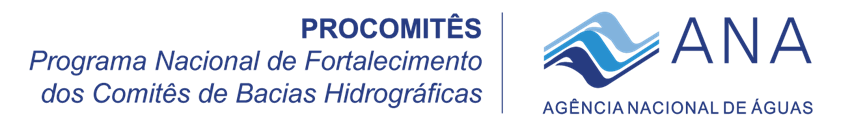 PROCOMITÊS
Programa Nacional de Fortalecimento
dos Comitês de Bacias Hidrográficas
ANA
AGÊNCIA NACIONAL DE ÁGUAS